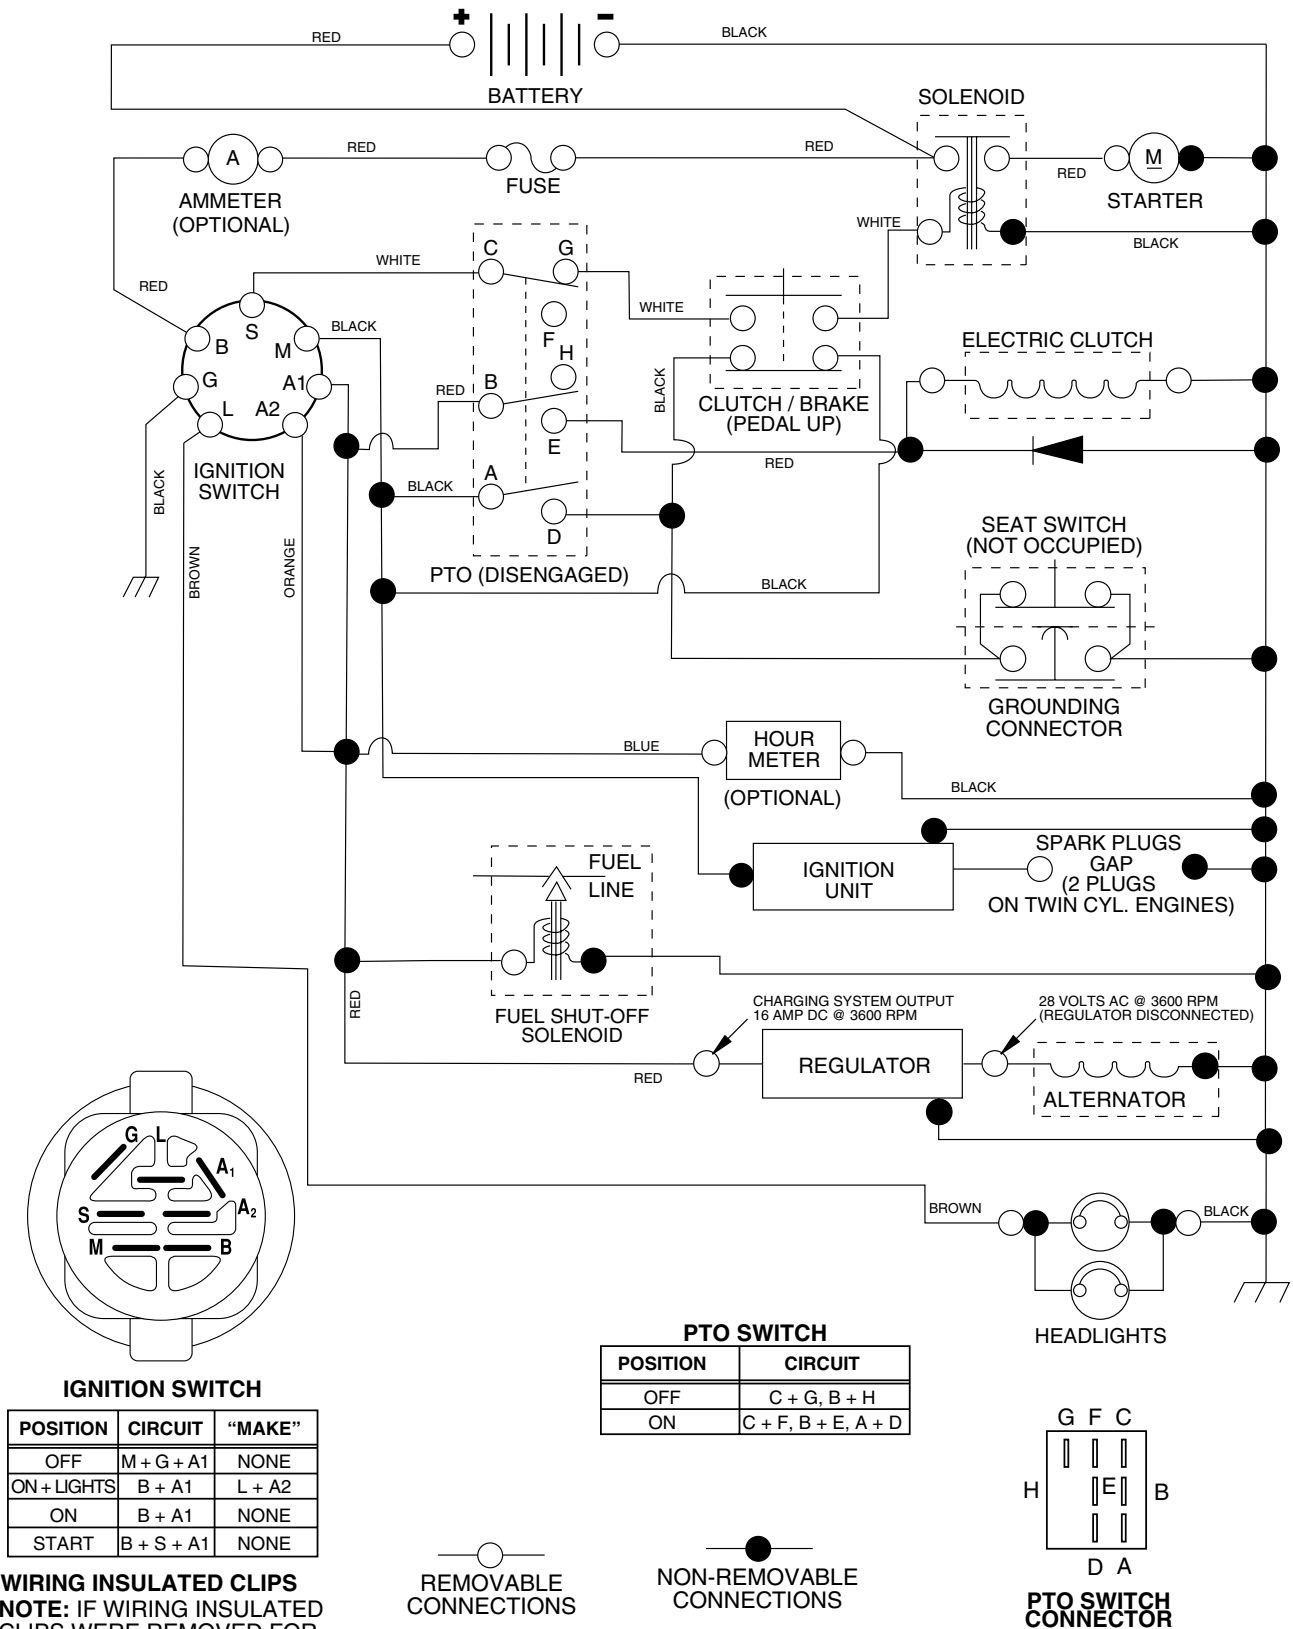 + -
RED
BLACK
BATTERY
SOLENOID
RED
RED
A
M
FUSE
RED
AMMETER
(OPTIONAL)
STARTER
WHITE
BLACK
C G
WHITE
RED
WHITE
S
BLACK
B
M
F
H
ELECTRIC CLUTCH
G
A1
RED
B
BLACK
CLUTCH / BRAKE
(PEDAL UP)
L
A2
E
RED
IGNITION
SWITCH
A
BLACK
BLACK
D
SEAT SWITCH
(NOT OCCUPIED)
BROWN
ORANGE
PTO (DISENGAGED)
BLACK
GROUNDING
CONNECTOR
BLUE
HOUR
METER
(OPTIONAL)
BLACK
FUEL
LINE
IGNITION
UNIT
SPARK PLUGS
GAP
(2 PLUGS
ON TWIN CYL. ENGINES)
RED
FUEL SHUT-OFF
SOLENOID
CHARGING SYSTEM OUTPUT
16 AMP DC @ 3600 RPM
28 VOLTS AC @ 3600 RPM
(REGULATOR DISCONNECTED)
RED
REGULATOR
ALTERNATOR
G L
A1
S
A2
M
B
BROWN
BLACK
HEADLIGHTS
IGNITION SWITCH
POSITION CIRCUIT “MAKE”
OFF M + G + A1 NONE
ON + LIGHTS B + A1 L + A2
ON B + A1 NONE
START B + S + A1 NONE
PTO SWITCH
POSITION CIRCUIT
OFF C + G, B + H
ON C + F, B + E, A + D
G F C
H E B
D A
PTO SWITCH
CONNECTOR
REMOVABLE
CONNECTIONS
NON-REMOVABLE
CONNECTIONS
WIRING INSULATED CLIPS
NOTE: IF WIRING INSULATED
CLIPS WERE REMOVED FOR